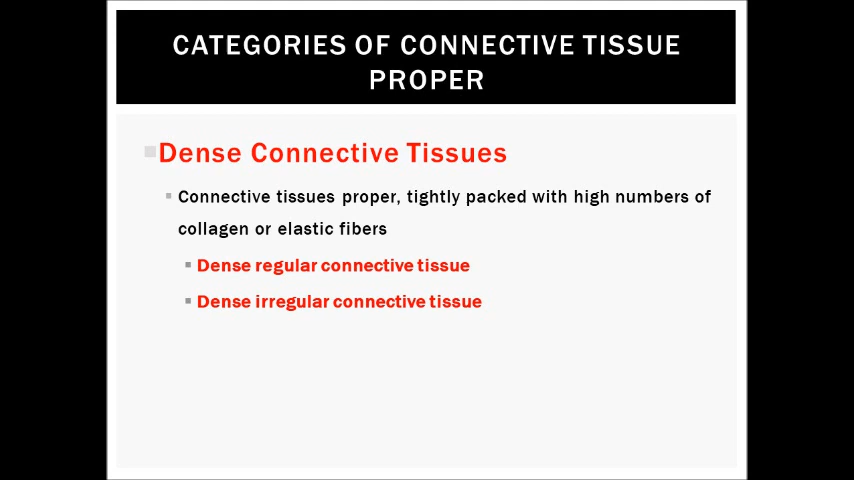 CATEGORIES OF CONNECTIVE TISSUE
PROPER
Dense Connective Tissues
Connective tissues proper, tightly packed with high numbers of
collagen or elastic fibers
Dense regular connective tissue
Dense irregular connective tissue